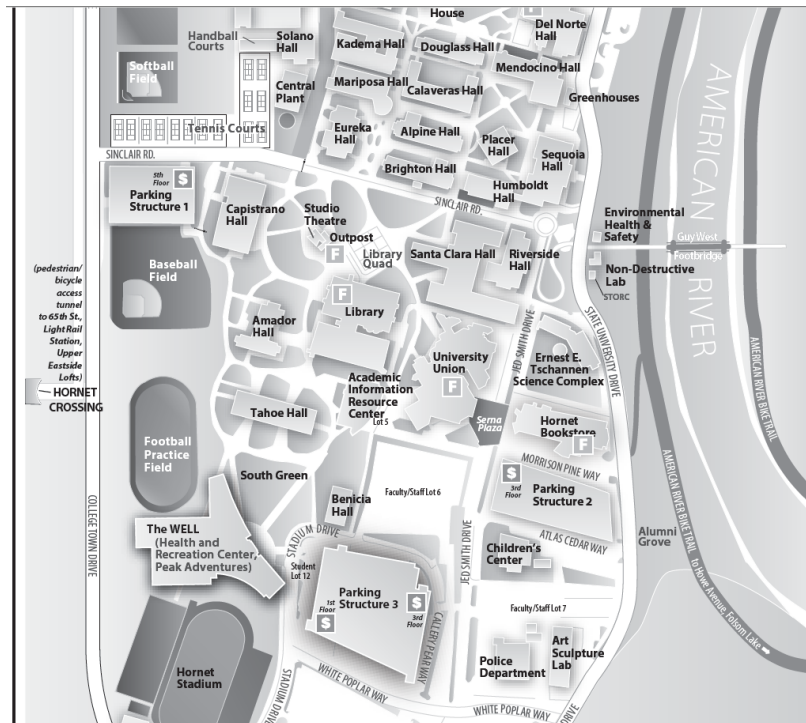 House
Del Norte
Hall
Handball
Courts
Solano
Hall
Kadema Hall
Douglass Hall
Mendocino Hall
Softball
Field
Central
Plant
Mariposa Hall
Calaveras Hall
Greenhouses
Tennis Courts
Eureka
Hall
Alpine Hall
Placer
Hall
Sequoia
Hall
Brighton Hall
Humboldt
Hall
SINCLAIR RD.
SINCLAIR RD.
5th
Floor
$
Parking
Structure 1
Capistrano
Hall
Studio
Theatre
Outpost
F
Library
Quad
Santa Clara Hall
Riverside
Hall
Environmental
Health &
Safety
Guy West
Footbridge
Non-Destructive
Lab
STORC
AMERICAN
RIVER
Baseball
Field
(pedestrian/
bicycle
access
tunnel
to 65th St.,
Light Rail
Station,
Upper
Eastside
Lofts)
HORNET
CROSSING
F
Library
Amador
Hall
University
Union
F
JED SMITH DRIVE
STATE UNIVERSITY DRIVE
AMERICAN RIVER BIKE TRAIL
Ernest E.
Tschannen
Science Complex
Academic
Information
Resource
Center
Lot 5
Tahoe Hall
Serna
Plaza
Hornet
Bookstore
F
Football
Practice
Field
MORRISON PINE WAY
South Green
Faculty/Staff Lot 6
$
3rd
Floor
Parking
Structure 2
Benicia
Hall
COLLEGE TOWN DRIVE
The WELL
(Health and
Recreation Center,
Peak Adventures)
STADIUM DRIVE
JED SMITH DRIVE
ATLAS CEDAR WAY
Alumni
Grove
AMERICAN RIVER BIKE TRAIL to Howe Avenue, Folsom Lake
Children's
Center
Student
Lot 12
Parking
Structure 3
1st
Floor
$
$
3rd
Floor
CALLERY PEAR WAY
Faculty/Staff Lot 7
Hornet
Stadium
Police
Department
Art
Sculpture
Lab
STADIUM DRIVE
WHITE POPLAR WAY
WHITE POPLAR WAY
DRIVE